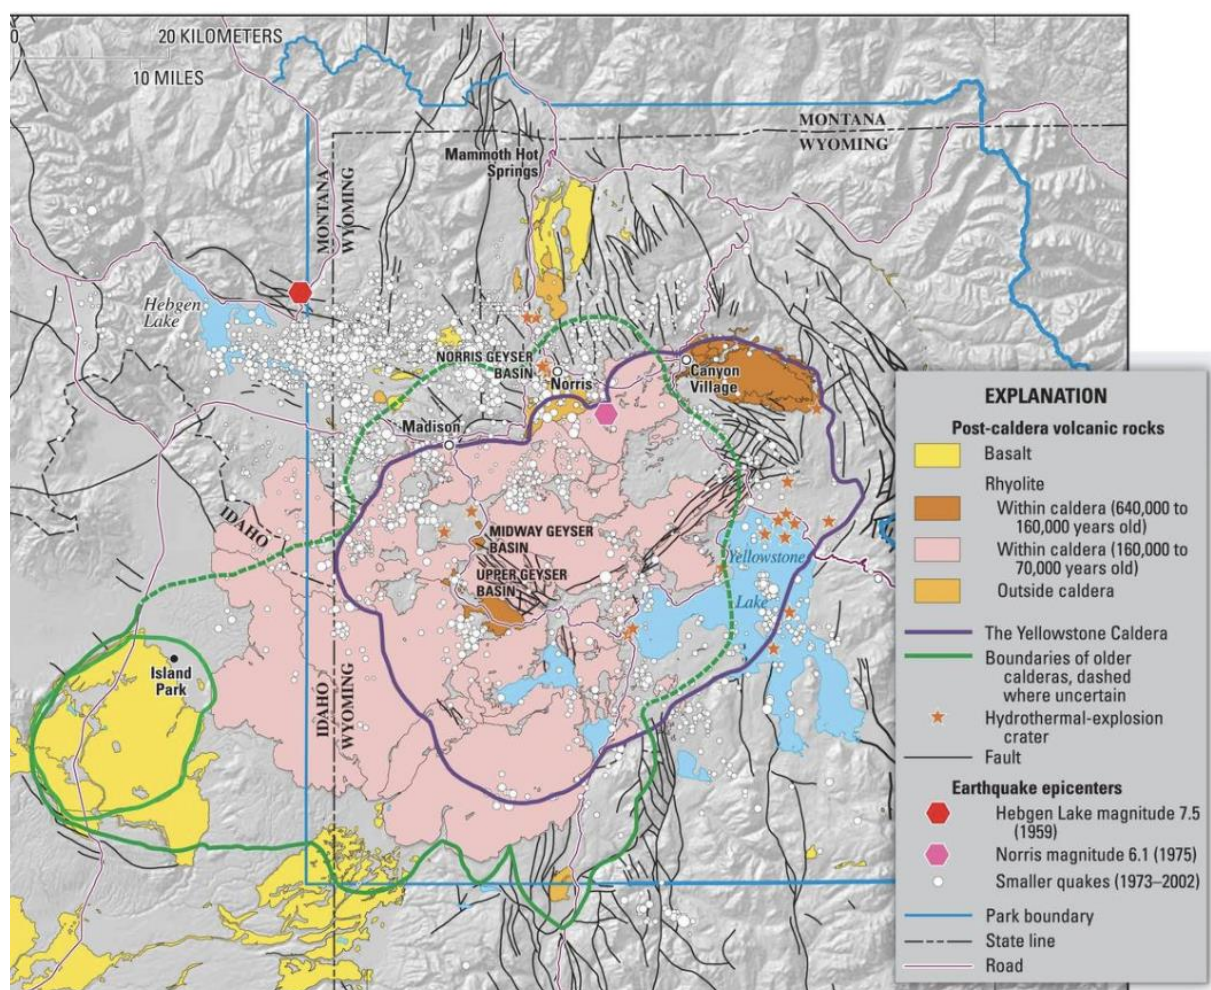 0
20 KILOMETERS
10 MILES
MONTANA
WYOMING
Mammoth Hot
Springs
MONTANA
WYOMING
Hebgen
Lake
NORRIS GEYSER
BASIN
Norris
Canyon
Village
Madison
IDAHO
MIDWAY GEYSER
BASIN
UPPER GEYSER
BASIN
Yellowstone
Lake
Island
Park
IDAHO
WYOMING
EXPLANATION
Post-caldera volcanic rocks
Basalt
Rhyolite
Within caldera (640,000 to
160,000 years old)
Within caldera (160,000 to
70,000 years old)
Outside caldera
The Yellowstone Caldera
Boundaries of older
calderas, dashed
where uncertain
Hydrothermal-explosion
crater
Fault
Earthquake epicenters
Hebgen Lake magnitude 7.5
(1959)
Norris magnitude 6.1 (1975)
Smaller quakes (1973–2002)
Park boundary
State line
Road